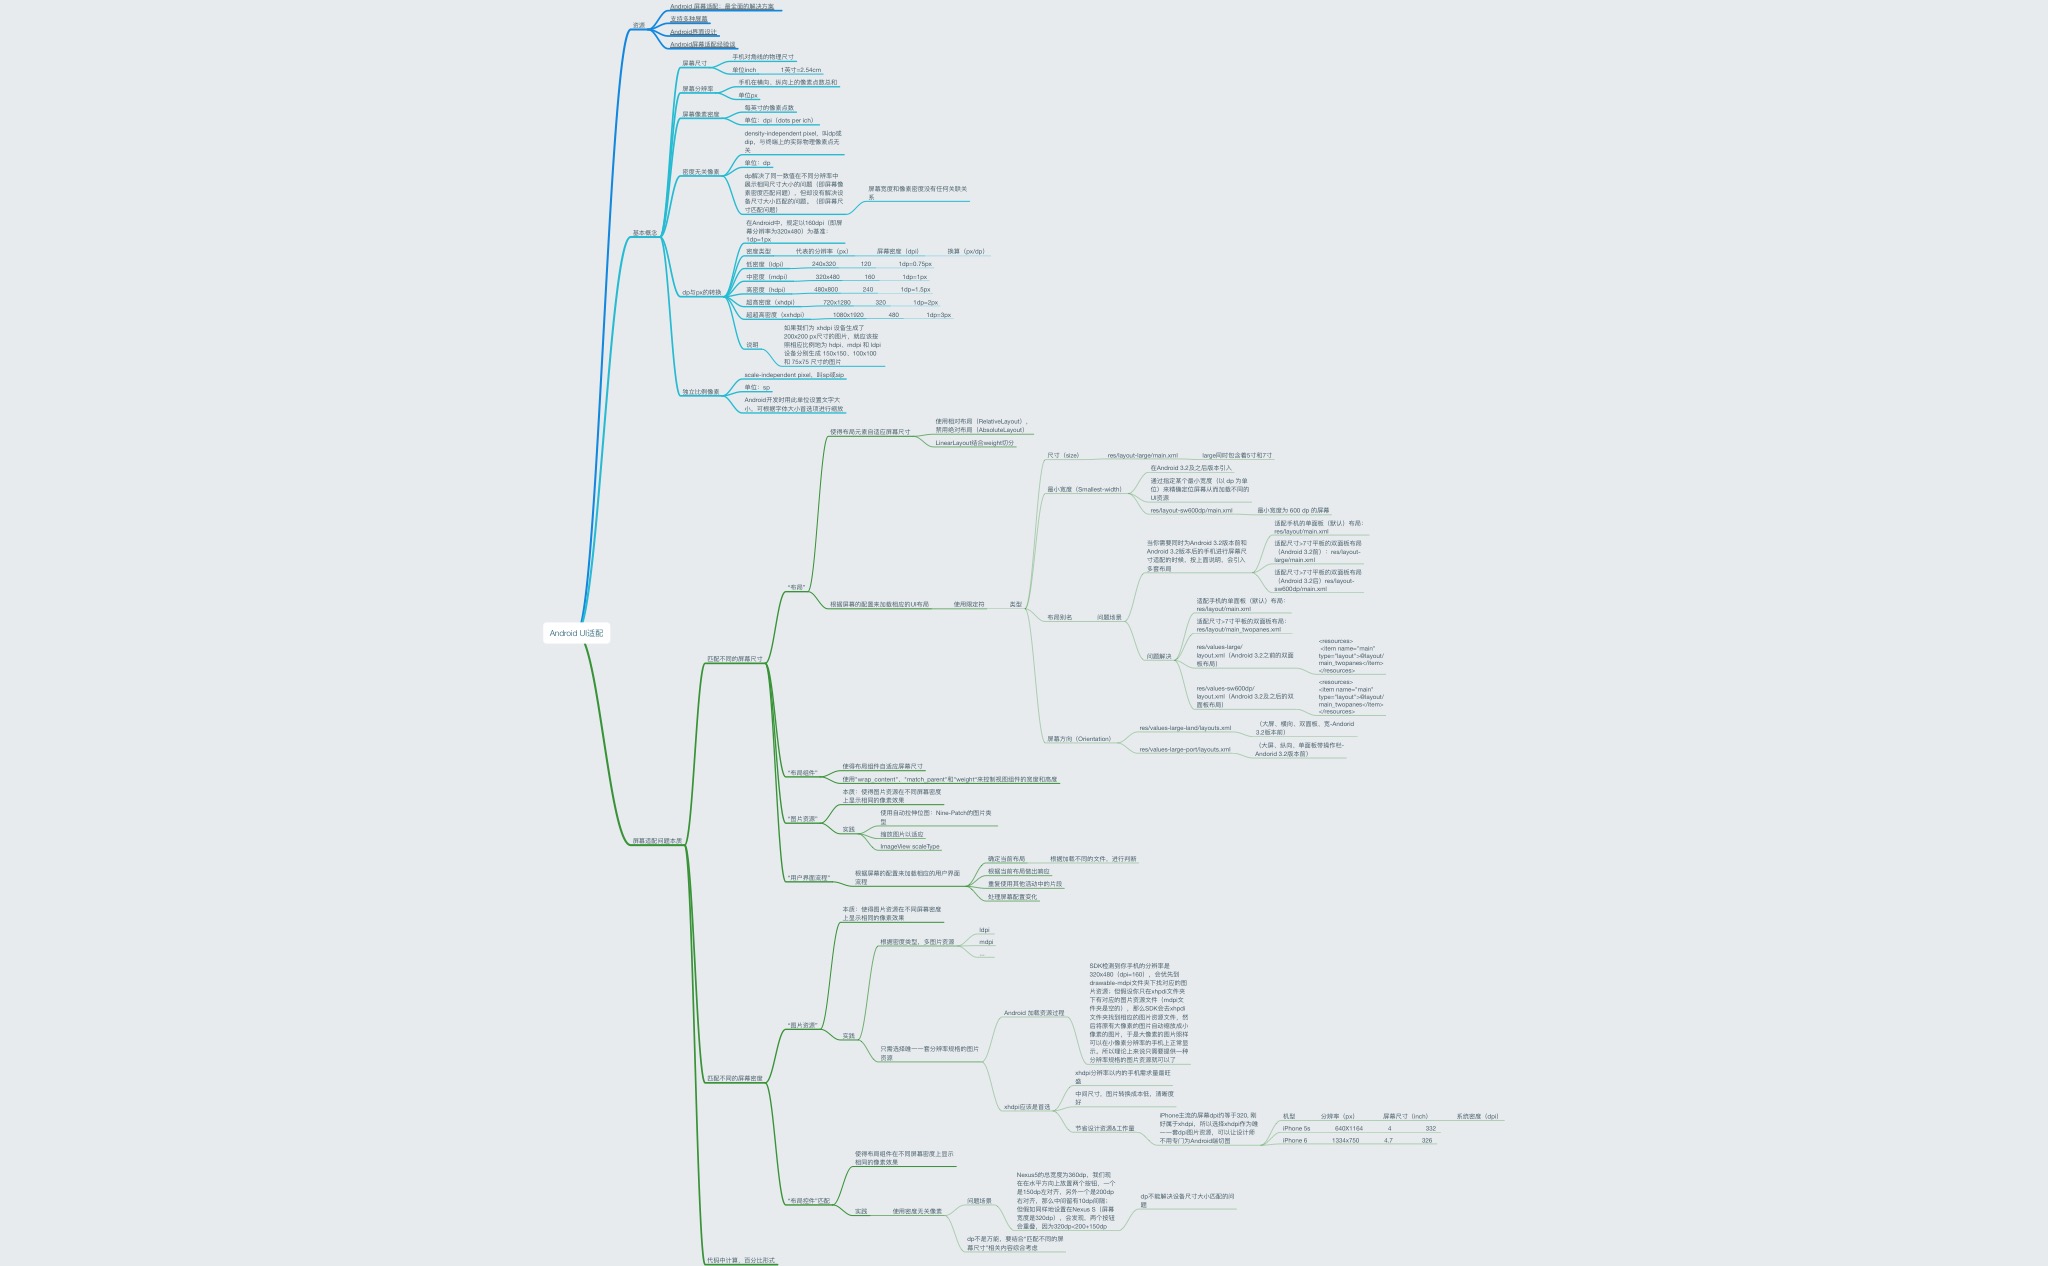 Android UI适配
资源
Android 屏幕适配：最全面的解决方案
支持多种屏幕
Android界面设计
Android屏幕适配经验谈
基本概念
屏幕尺寸
手机对角线的物理尺寸
单位inch 1英寸=2.54cm
屏幕分辨率
手机在横向、纵向上的像素点数总和
单位px
屏幕像素密度
每英寸的像素点数
单位：dpi（dots per ich）
密度无关像素
density-independent pixel，叫dp或
dip，与终端上的实际物理像素点无
关
单位：dp
dp解决了同一数值在不同分辨率中
展示相同尺寸大小的问题（即屏幕像
素密度匹配问题），但却没有解决设
备尺寸大小匹配的问题。（即屏幕尺
寸匹配问题）
屏幕宽度和像素密度没有任何关联关
系
dp与px的转换
在Android中，规定以160dpi（即屏
幕分辨率为320x480）为基准：
1dp=1px
密度类型 代表的分辨率（px） 屏幕密度（dpi） 换算（px/dp）
低密度（ldpi） 240x320 120 1dp=0.75px
中密度（mdpi） 320x480 160 1dp=1px
高密度（hdpi） 480x800 240 1dp=1.5px
超高密度（xhdpi） 720x1280 320 1dp=2px
超超高密度（xxhdpi） 1080x1920 480 1dp=3px
说明
如果我们为 xhdpi 设备生成了
200x200 px尺寸的图片，就应该按
照相应比例地为 hdpi、mdpi 和 ldpi
设备分别生成 150x150、100x100
和 75x75 尺寸的图片
独立比例像素
scale-independent pixel，叫sp或sip
单位：sp
Android开发时用此单位设置文字大
小，可根据字体大小首选项进行缩放
屏幕适配问题本质
匹配不同的屏幕尺寸
“布局”
使得布局元素自适应屏幕尺寸
使用相对布局（RelativeLayout），
禁用绝对布局（AbsoluteLayout）
LinearLayout结合weight切分
根据屏幕的配置来加载相应的UI布局 使用限定符 类型
尺寸（size） res/layout-large/main.xml large同时包含着5寸和7寸
最小宽度（Smallest-width）
在Android 3.2及之后版本引入
通过指定某个最小宽度（以 dp 为单
位）来精确定位屏幕从而加载不同的
UI资源
res/layout-sw600dp/main.xml 最小宽度为 600 dp 的屏幕
布局别名 问题场景
当你需要同时为Android 3.2版本前和
Android 3.2版本后的手机进行屏幕尺
寸适配的时候，按上面说明，会引入
多套布局
适配手机的单面板（默认）布局：
res/layout/main.xml
适配尺寸>7寸平板的双面板布局
（Android 3.2前）：res/layout-
large/main.xml
适配尺寸>7寸平板的双面板布局
（Android 3.2后）res/layout-
sw600dp/main.xml
问题解决
适配手机的单面板（默认）布局：
res/layout/main.xml
适配尺寸>7寸平板的双面板布局：
res/layout/main_twopanes.xml
res/values-large/
layout.xml（Android 3.2之前的双面
板布局）
<resources>
<item name="main"
type="layout">@layout/
main_twopanes</item>
</resources>
res/values-sw600dp/
layout.xml（Android 3.2及之后的双
面板布局）
<resources>
<item name="main"
type="layout">@layout/
main_twopanes</item>
</resources>
屏幕方向（Orientation）
res/values-large-land/layouts.xml
（大屏、横向、双面板、宽-Andorid
3.2版本前）
res/values-large-port/layouts.xml
（大屏、纵向、单面板带操作栏-
Andorid 3.2版本前）
“布局组件”
使得布局组件自适应屏幕尺寸
使用"wrap_content"、"match_parent"和"weight"来控制视图组件的宽度和高度
“图片资源”
本质：使得图片资源在不同屏幕密度
上显示相同的像素效果
实践
使用自动拉伸位图：Nine-Patch的图片类
型
缩放图片以适应
ImageView scaleType
“用户界面流程”
根据屏幕的配置来加载相应的用户界面
流程
确定当前布局 根据加载不同的文件，进行判断
根据当前布局做出响应
重复使用其他活动中的片段
处理屏幕配置变化
匹配不同的屏幕密度
“图片资源”
本质：使得图片资源在不同屏幕密度
上显示相同的像素效果
实践
根据密度类型，多图片资源
ldpi
mdpi
...
只需选择唯一一套分辨率规格的图片
资源
Android 加载资源过程
SDK检测到你手机的分辨率是
320x480（dpi=160），会优先到
drawable-mdpi文件夹下找对应的图
片资源；但假设你只在xhpdi文件夹
下有对应的图片资源文件（mdpi文
件夹是空的），那么SDK会去xhpdi
文件夹找到相应的图片资源文件，然
后将原有大像素的图片自动缩放成小
像素的图片，于是大像素的图片照样
可以在小像素分辨率的手机上正常显
示。所以理论上来说只需要提供一种
分辨率规格的图片资源就可以了
xhdpi应该是首选
xhdpi分辨率以内的手机需求量最旺
盛
中间尺寸，图片转换成本低，清晰度
好
节省设计资源&工作量
iPhone主流的屏幕dpi约等于320, 刚
好属于xhdpi，所以选择xhdpi作为唯
一一套dpi图片资源，可以让设计师
不用专门为Android端切图
机型 分辨率（px） 屏幕尺寸（inch） 系统密度（dpi）
iPhone 5s 640X1164 4 332
iPhone 6 1334x750 4.7 326
“布局控件”匹配
使得布局组件在不同屏幕密度上显示
相同的像素效果
实践 使用密度无关像素
问题场景
Nexus5的总宽度为360dp，我们现
在在水平方向上放置两个按钮，一个
是150dp左对齐，另外一个是200dp
右对齐，那么中间留有10dp间隔；
但假如同样地设置在Nexus S（屏幕
宽度是320dp），会发现，两个按钮
会重叠，因为320dp<200+150dp
dp不能解决设备尺寸大小匹配的问
题
dp不是万能，要结合“匹配不同的屏
幕尺寸”相关内容综合考虑
代码中计算，百分比形式